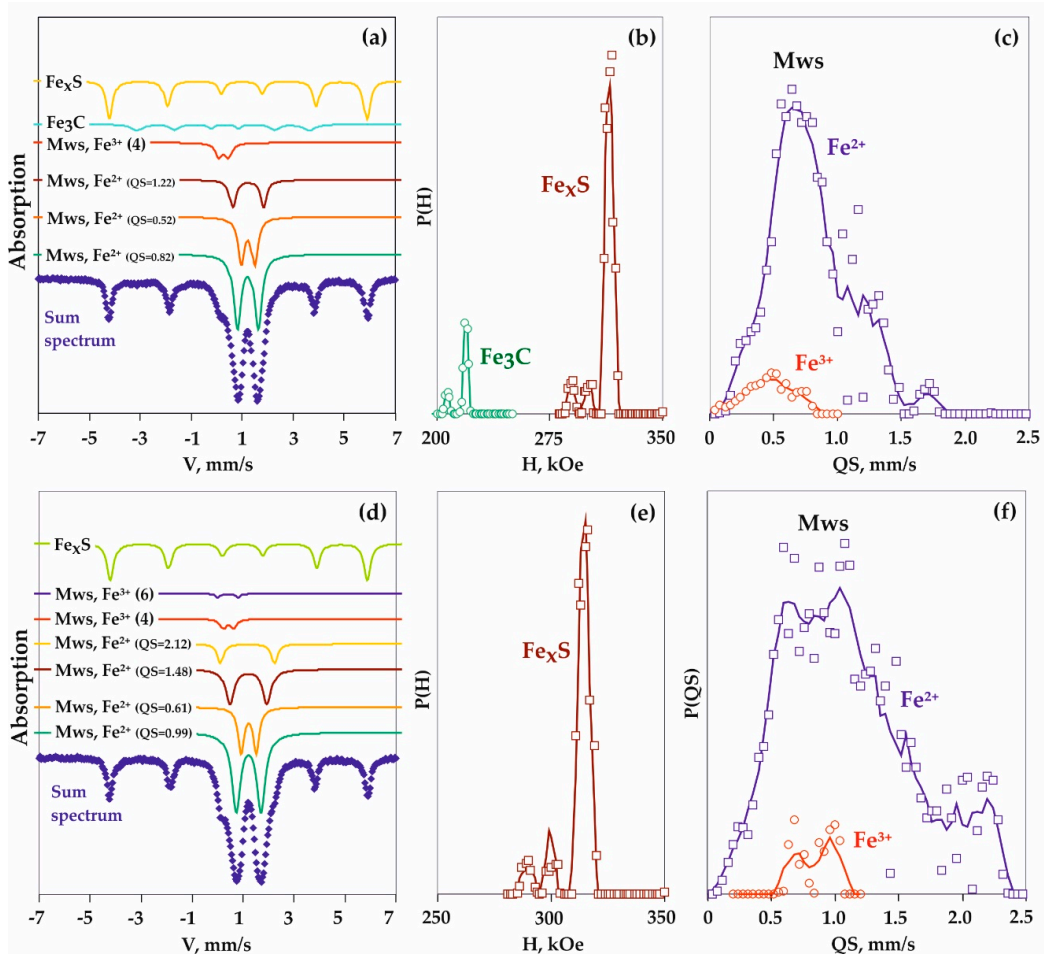 (a)
FeₓS
Fe₃C
Mws, Fe³⁺ (4)
Mws, Fe²⁺ (QS=1.22)
Mws, Fe²⁺ (QS=0.52)
Mws, Fe²⁺ (QS=0.82)
Sum
spectrum
Absorption
-7 -5 -3 -1 1 3 5 7
V, mm/s
(b)
P(H)
FeₓS
Fe₃C
200 275 350
H, kOe
(c)
Mws
Fe²⁺
Fe³⁺
0 0.5 1.0 1.5 2.0 2.5
QS, mm/s
(d)
FeₓS
Mws, Fe³⁺ (6)
Mws, Fe³⁺ (4)
Mws, Fe²⁺ (QS=2.12)
Mws, Fe²⁺ (QS=1.48)
Mws, Fe²⁺ (QS=0.61)
Mws, Fe²⁺ (QS=0.99)
Sum
spectrum
Absorption
-7 -5 -3 -1 1 3 5 7
V, mm/s
(e)
P(H)
FeₓS
250 300 350
H, kOe
(f)
Mws
P(QS)
Fe²⁺
Fe³⁺
0 0.5 1.0 1.5 2.0 2.5
QS, mm/s